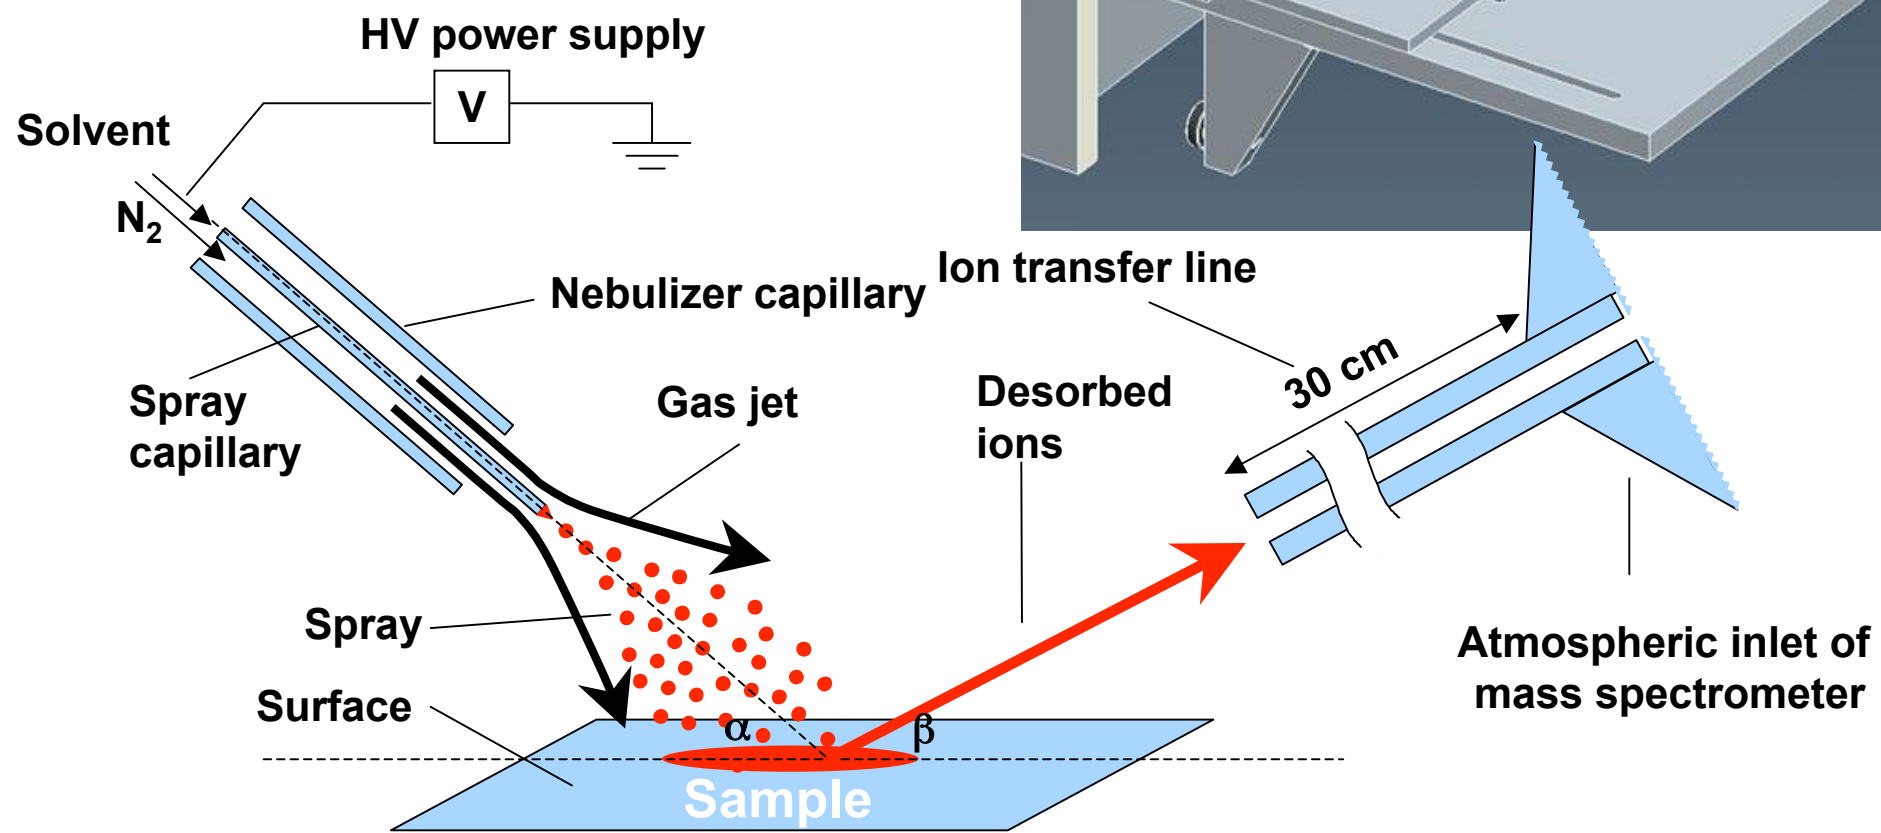 HV power supply
V
Solvent
N₂
Nebulizer capillary
Ion transfer line
30 cm
Spray
capillary
Gas jet
Desorbed
ions
Spray
Surface
α
β
Sample
Atmospheric inlet of
mass spectrometer